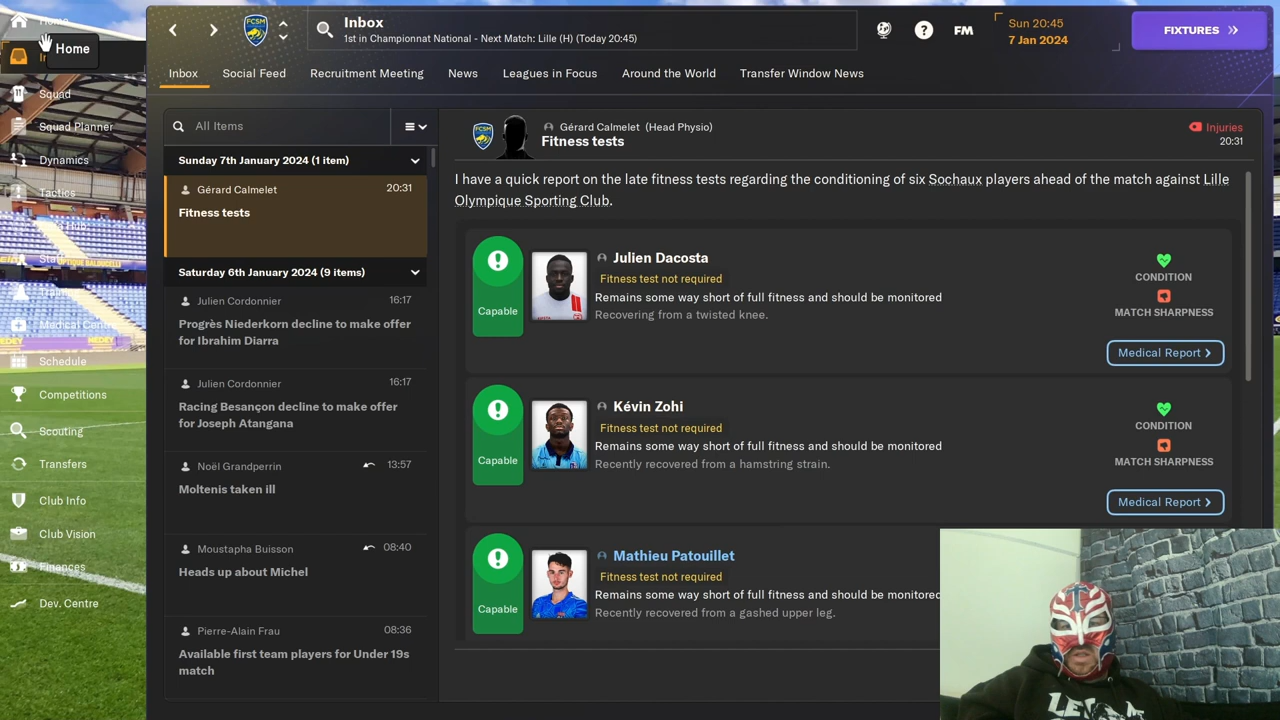 Home
Home
Squad
Squad Planner
Dynamics
Tactics
Schedule
Competitions
Scouting
Transfers
Club Info
Club Vision
Finances
Dev. Centre
FCSM
Inbox
1st in Championnat National - Next Match: Lille (H) (Today 20:45)
?
FM
Sun 20:45
7 Jan 2024
FIXTURES
Inbox
Social Feed
Recruitment Meeting
News
Leagues in Focus
Around the World
Transfer Window News
All Items
Sunday 7th January 2024 (1 item)
Gérard Calmelet
20:31
Fitness tests
Saturday 6th January 2024 (9 items)
Julien Cordonnier
16:17
Progrès Niederkorn decline to make offer
for Ibrahim Diarra
Julien Cordonnier
16:17
Racing Besançon decline to make offer
for Joseph Atangana
Noël Grandperrin
13:57
Moltenis taken ill
Moustapha Buisson
08:40
Heads up about Michel
Pierre-Alain Frau
08:36
Available first team players for Under 19s
match
FCSM
Gérard Calmelet (Head Physio)
Fitness tests
Injuries
20:31
I have a quick report on the late fitness tests regarding the conditioning of six Sochaux players ahead of the match against Lille
Olympique Sporting Club.
Capable
Julien Dacosta
Fitness test not required
Remains some way short of full fitness and should be monitored
Recovering from a twisted knee.
CONDITION
MATCH SHARPNESS
Medical Report
Capable
Kévin Zohi
Fitness test not required
Remains some way short of full fitness and should be monitored
Recently recovered from a hamstring strain.
CONDITION
MATCH SHARPNESS
Medical Report
Capable
Mathieu Patouillet
Fitness test not required
Remains some way short of full fitness and should be monitored
Recently recovered from a gashed upper leg.